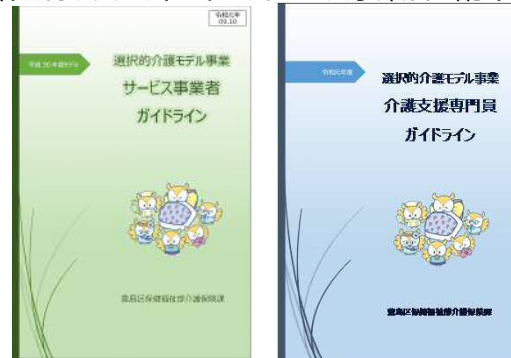 令和元年
09.10
平成30年度モデル
選択的介護モデル事業
サービス事業者
ガイドライン
豊島区保健福祉部介護保険課
令和元年度
選択的介護モデル事業
介護支援専門員
ガイドライン
豊島区保健福祉部介護保険課